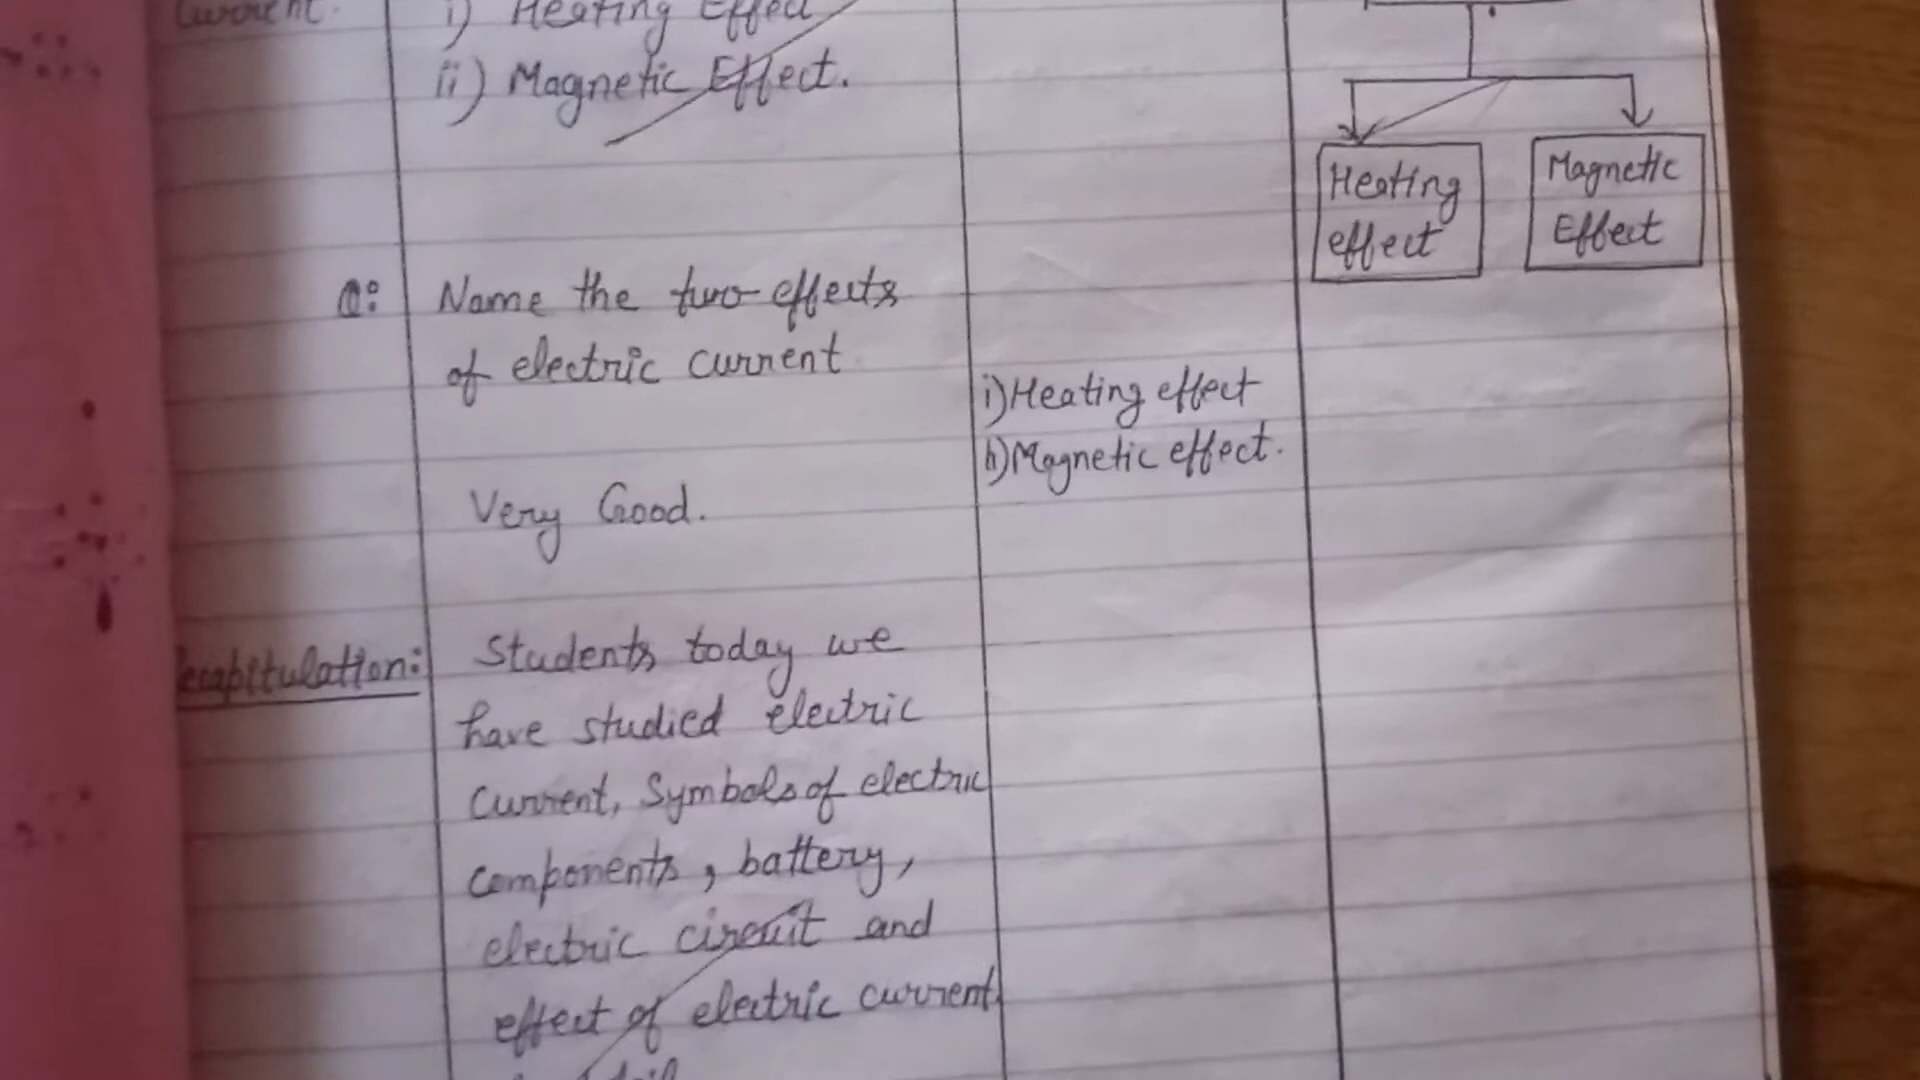 Current.
i) Heating Effect
ii) Magnetic Effect.
Heating
effect
Magnetic
Effect
Q:
Name the two effects
of electric current
i) Heating effect
ii) Magnetic effect.
Very Good.
ecapitulation:
Students today we
have studied electric
current, Symbols of electric
components, battery,
electric circuit and
effect of electric current